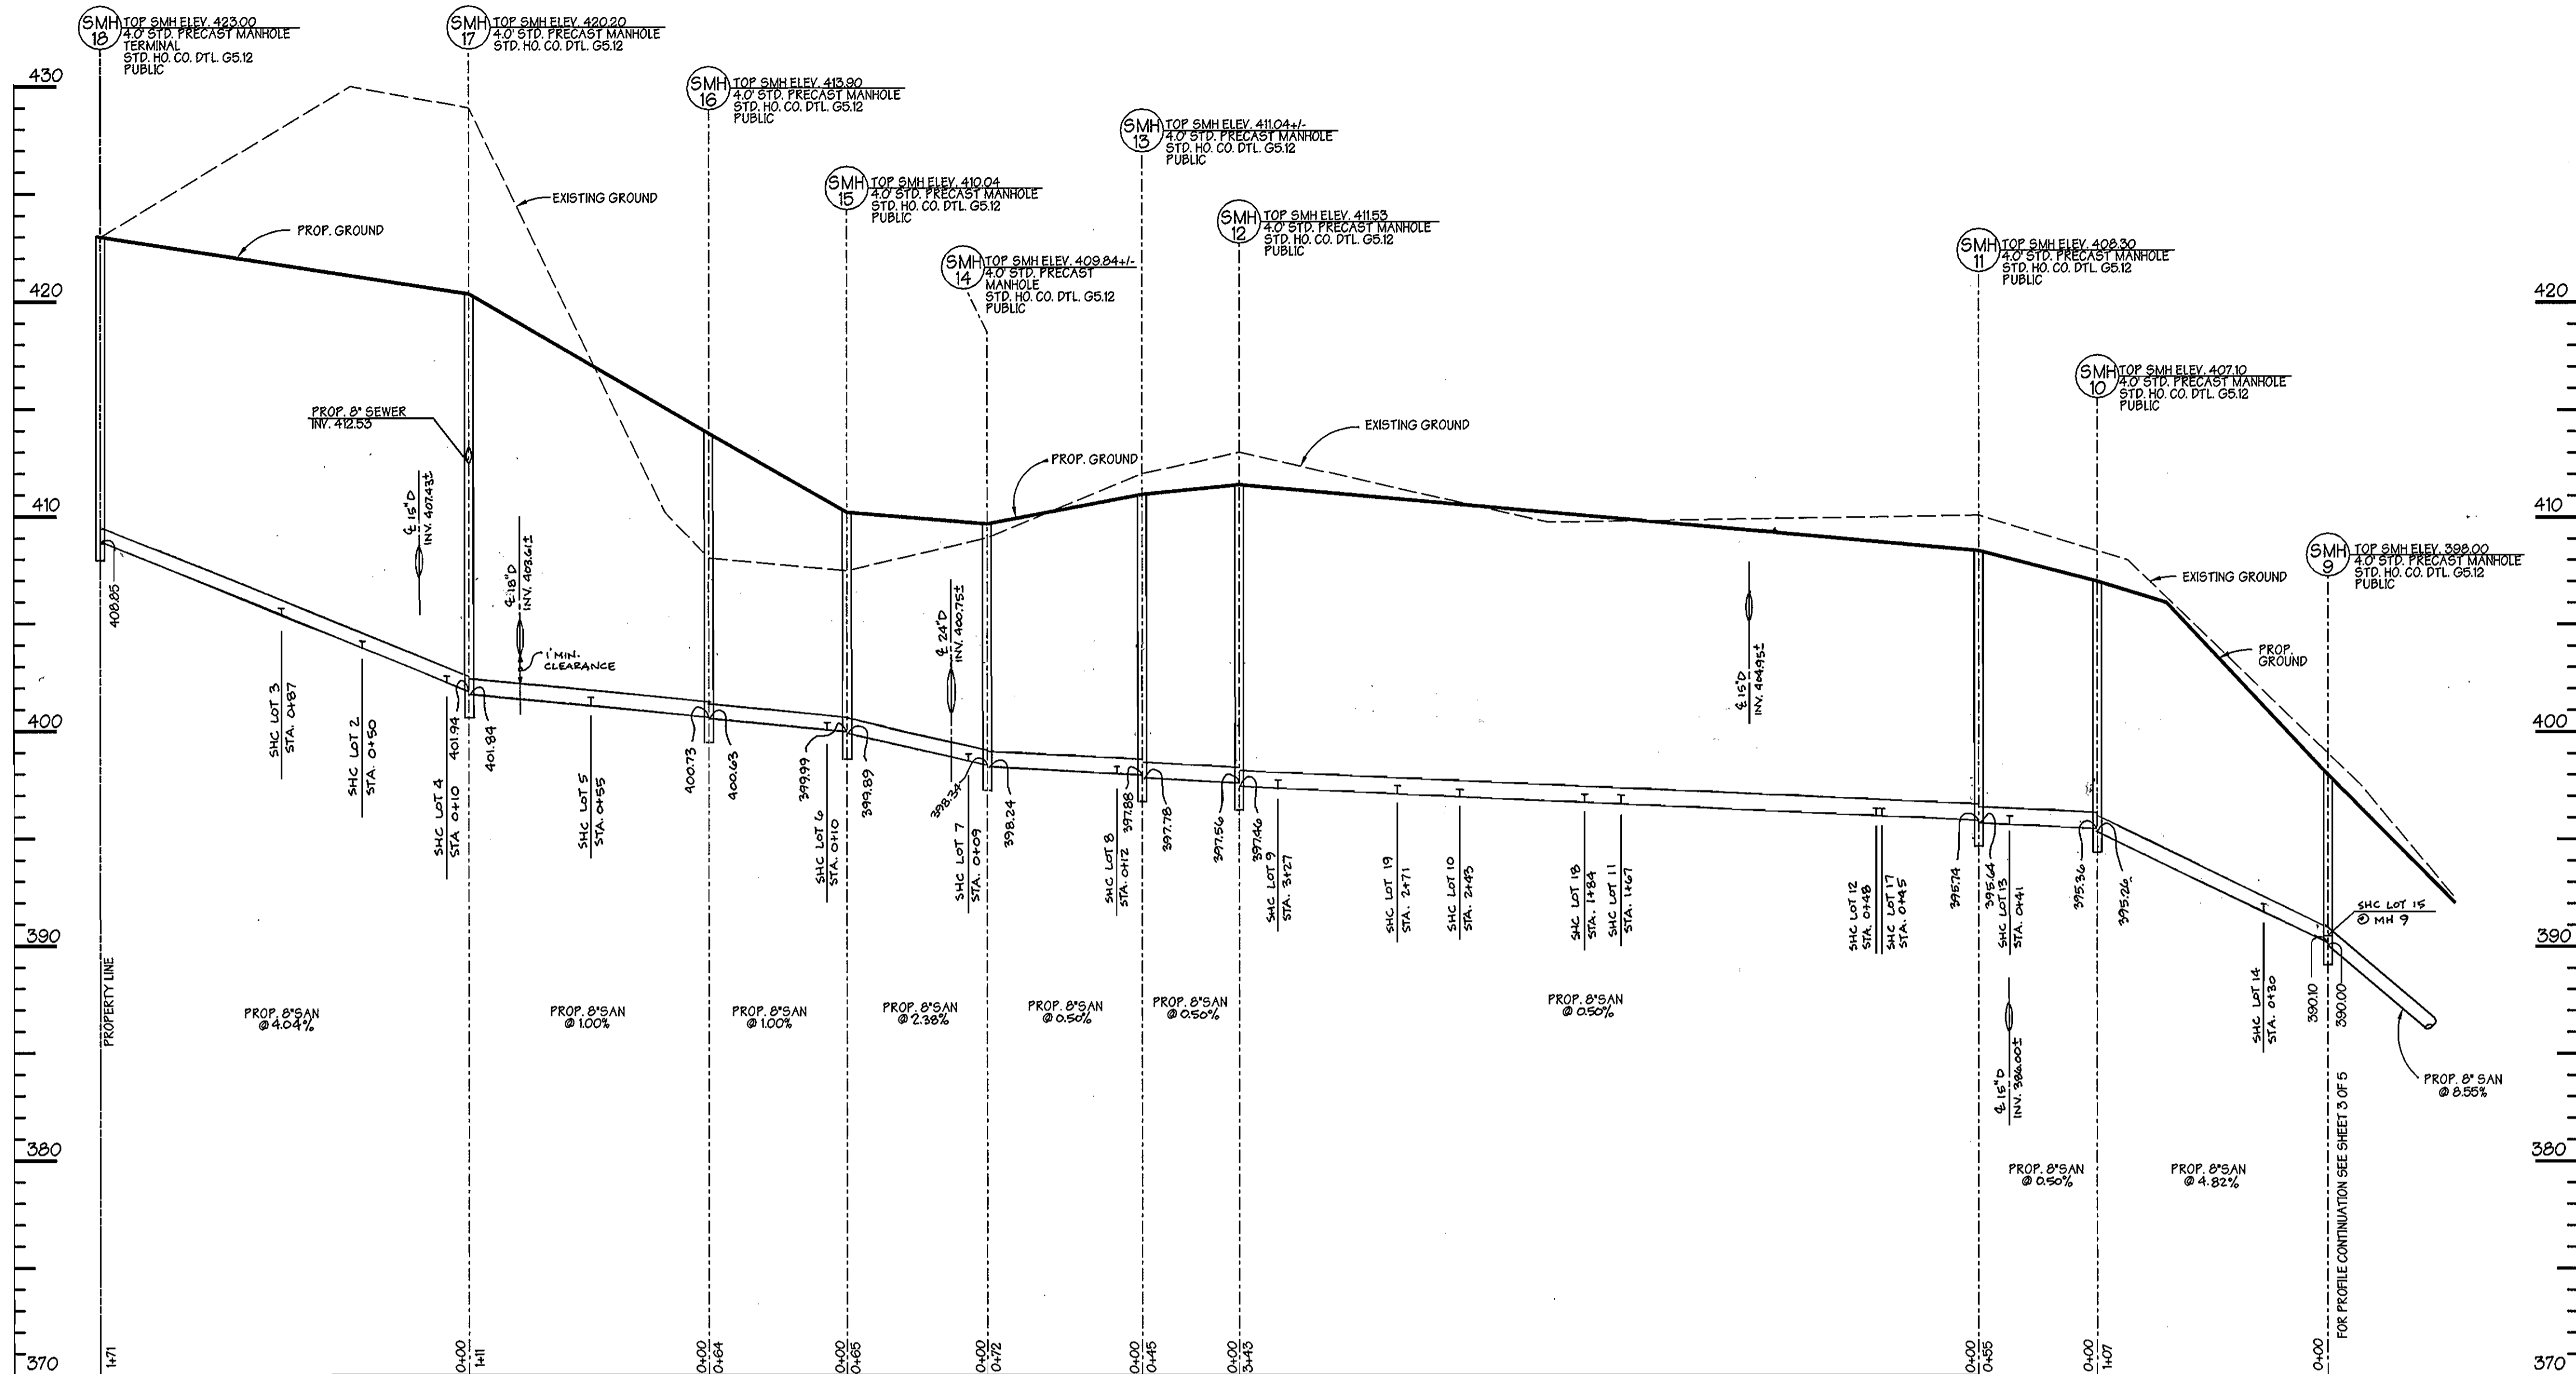 SMH
18
TOP SMH ELEV. 423.00
4.0' STD. PRECAST MANHOLE
TERMINAL
STD. HO. CO. DTL. G5.12
PUBLIC
SMH
17
TOP SMH ELEV. 420.20
4.0' STD. PRECAST MANHOLE
STD. HO. CO. DTL. G5.12
SMH
16
TOP SMH ELEV. 413.90
4.0' STD. PRECAST MANHOLE
STD. HO. CO. DTL. G5.12
PUBLIC
SMH
15
TOP SMH ELEV. 410.04
4.0' STD. PRECAST MANHOLE
STD. HO. CO. DTL. G5.12
PUBLIC
SMH
14
TOP SMH ELEV. 409.84+/-
4.0' STD. PRECAST
MANHOLE
STD. HO. CO. DTL. G5.12
PUBLIC
SMH
13
TOP SMH ELEV. 411.04+/-
4.0' STD. PRECAST MANHOLE
STD. HO. CO. DTL. G5.12
PUBLIC
SMH
12
TOP SMH ELEV. 411.53
4.0' STD. PRECAST MANHOLE
STD. HO. CO. DTL. G5.12
PUBLIC
SMH
11
TOP SMH ELEV. 408.30
4.0' STD. PRECAST MANHOLE
STD. HO. CO. DTL. G5.12
PUBLIC
SMH
10
TOP SMH ELEV. 407.10
4.0' STD. PRECAST MANHOLE
STD. HO. CO. DTL. G5.12
PUBLIC
SMH
9
TOP SMH ELEV. 398.00
4.0' STD. PRECAST MANHOLE
STD. HO. CO. DTL. G5.12
PUBLIC
430
420
410
400
390
380
370
420
410
400
390
380
370
PROP. GROUND
EXISTING GROUND
PROP. GROUND
EXISTING GROUND
EXISTING GROUND
PROP.
GROUND
PROP. 8" SEWER
INV. 412.53
℄ 15"D
INV. 407.43±
℄ 18"D
INV. 403.61±
1' MIN.
CLEARANCE
℄ 24"D
INV. 400.75±
℄ 15"D
INV. 404.95±
℄ 15"D
INV. 386.00±
408.85
SHC LOT 3
STA. 0+87
SHC LOT 2
STA. 0+50
SHC LOT 4
STA 0+10
401.94
401.84
SHC LOT 5
STA. 0+55
400.73
400.63
399.99
SHC LOT 6
STA. 0+10
399.89
398.34
SHC LOT 7
STA. 0+09
398.24
SHC LOT 8
STA. 0+12
397.88
397.78
397.56
397.46
SHC LOT 9
STA. 3+27
SHC LOT 19
STA. 2+71
SHC LOT 10
STA. 2+43
SHC LOT 18
STA. 1+84
SHC LOT 11
STA. 1+67
SHC LOT 12
STA. 0+48
SHC LOT 17
STA. 0+45
395.74
395.64
SHC LOT 13
STA. 0+41
395.36
395.26
SHC LOT 14
STA. 0+30
390.10
390.00
SHC LOT 15
@ MH 9
PROPERTY LINE
PROP. 8"SAN
@ 4.04%
PROP. 8"SAN
@ 1.00%
PROP. 8"SAN
@ 1.00%
PROP. 8"SAN
@ 2.38%
PROP. 8"SAN
@ 0.50%
PROP. 8"SAN
@ 0.50%
PROP. 8"SAN
@ 0.50%
PROP. 8"SAN
@ 0.50%
PROP. 8"SAN
@ 4.82%
PROP. 8" SAN
@ 8.55%
FOR PROFILE CONTINUATION SEE SHEET 3 OF 5
1+71
0+00
1+11
0+00
0+64
0+00
0+65
0+00
0+72
0+00
0+45
0+00
3+43
0+00
0+55
0+00
1+07
0+00